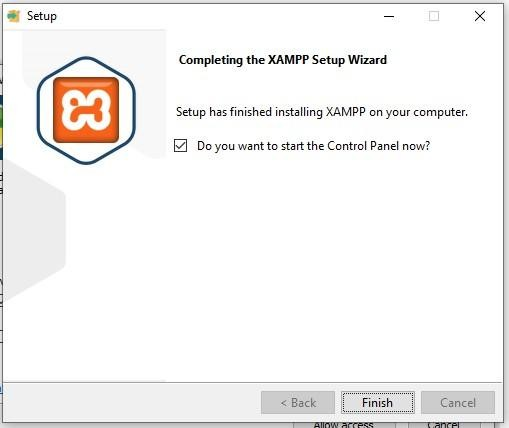 Setup
Completing the XAMPP Setup Wizard
Setup has finished installing XAMPP on your computer.
Do you want to start the Control Panel now?
< Back
Finish
Cancel
Allow access
Cancel